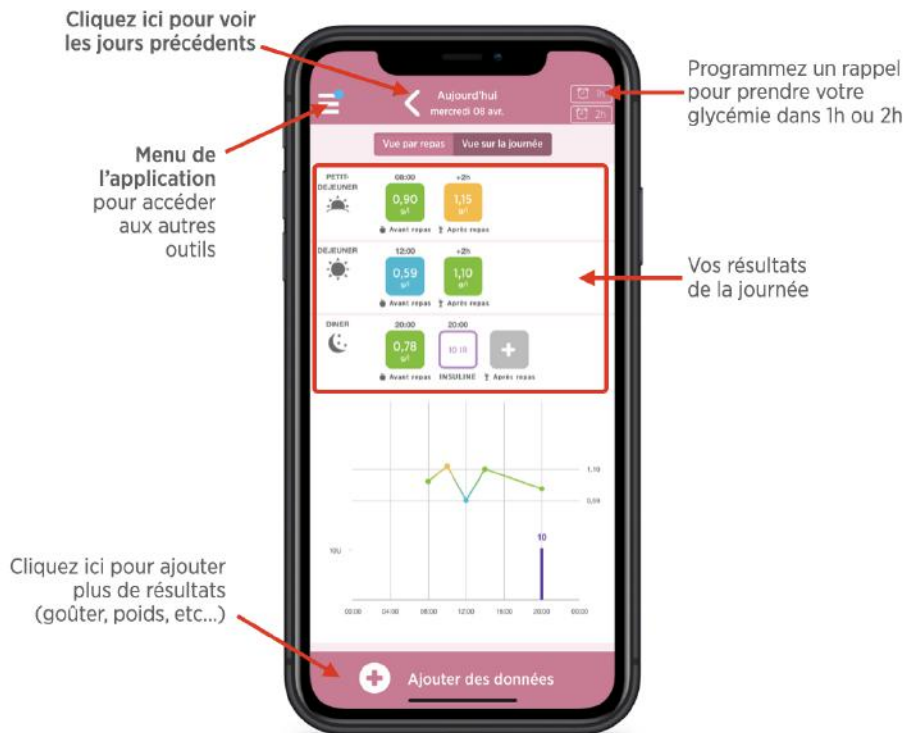 Cliquez ici pour voir
les jours précédents
Aujourd'hui
mercredi 08 avr.
1h
2h
Programmez un rappel
pour prendre votre
glycémie dans 1h ou 2h
Menu de
l'application
pour accéder
aux autres
outils
Vue par repas
Vue sur la journée
PETIT-
DEJEUNER
08:00
+2h
0,90
g/l
1,15
g/l
Avant repas
Après repas
DEJEUNER
12:00
+2h
0,59
g/l
1,10
g/l
Avant repas
Après repas
Vos résultats
de la journée
DINER
20:00
20:00
0,78
g/l
Avant repas
INSULINE
Après repas
1,10
0,59
10
10U
00:00
04:00
08:00
12:00
16:00
20:00
00:00
Cliquez ici pour ajouter
plus de résultats
(goûter, poids, etc...)
Ajouter des données